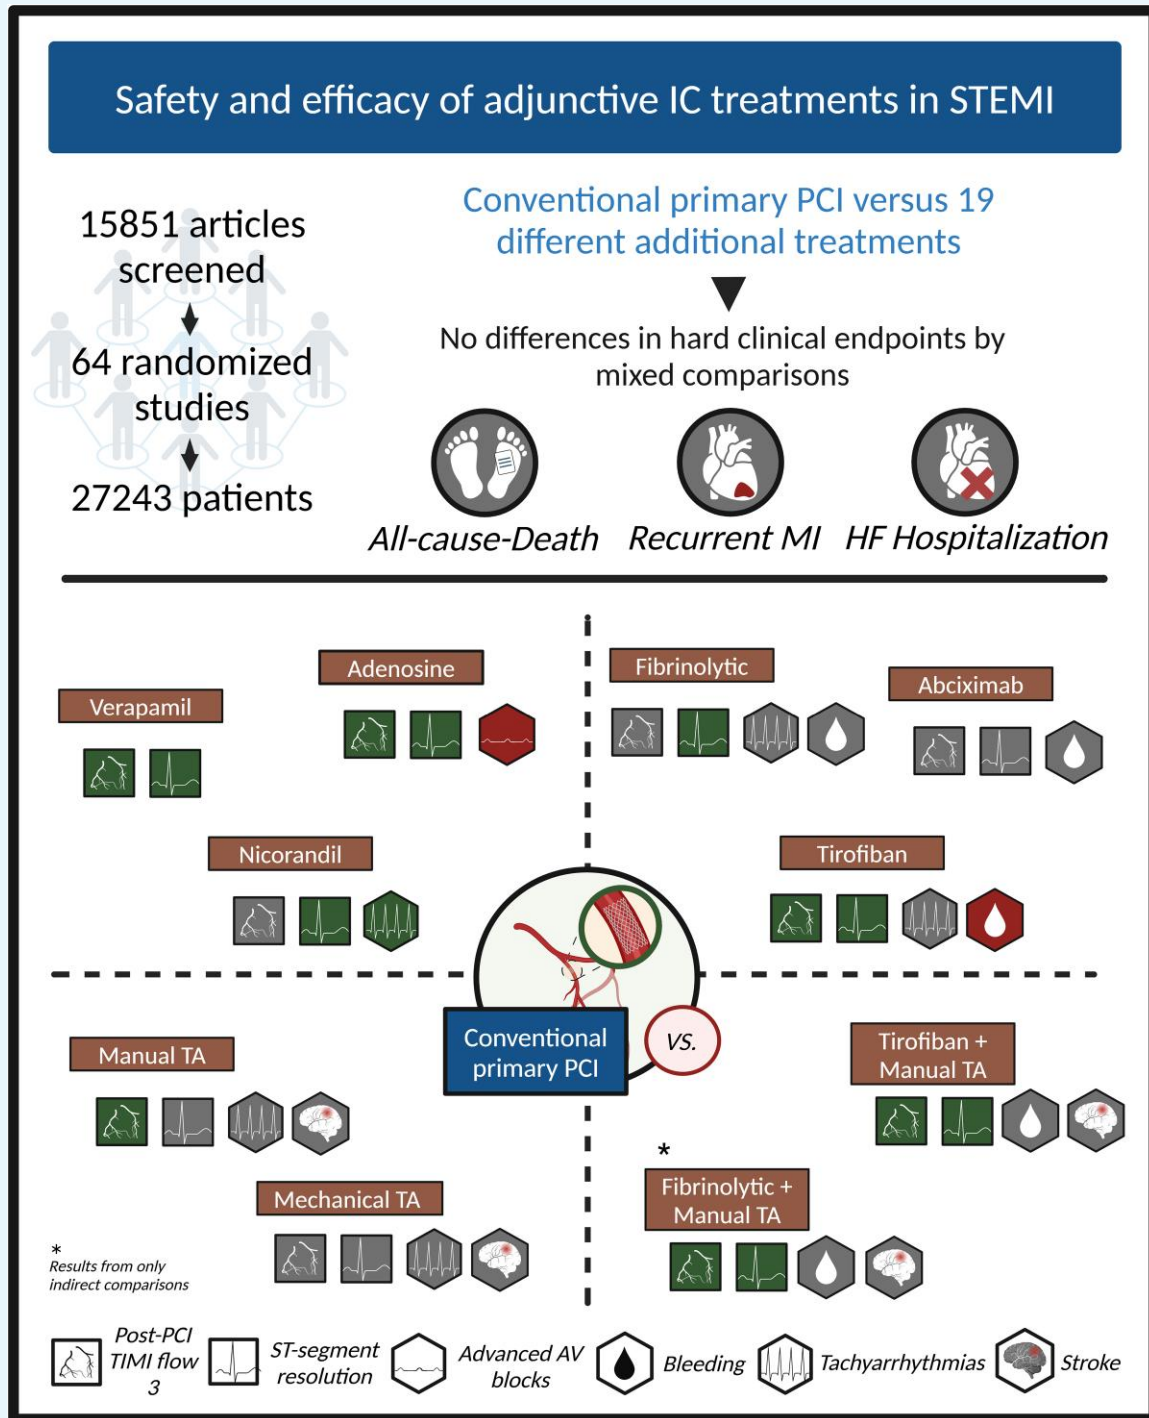 Safety and efficacy of adjunctive IC treatments in STEMI
15851 articles
screened
64 randomized
studies
27243 patients
Conventional primary PCI versus 19
different additional treatments
No differences in hard clinical endpoints by
mixed comparisons
All-cause-Death
Recurrent MI
HF Hospitalization
Verapamil
Adenosine
Nicorandil
Fibrinolytic
Abciximab
Tirofiban
Conventional
primary PCI
VS.
Manual TA
Mechanical TA
Tirofiban +
Manual TA
*
Fibrinolytic +
Manual TA
*
Results from only
indirect comparisons
Post-PCI
TIMI flow
3
ST-segment
resolution
Advanced AV
blocks
Bleeding
Tachyarrhythmias
Stroke